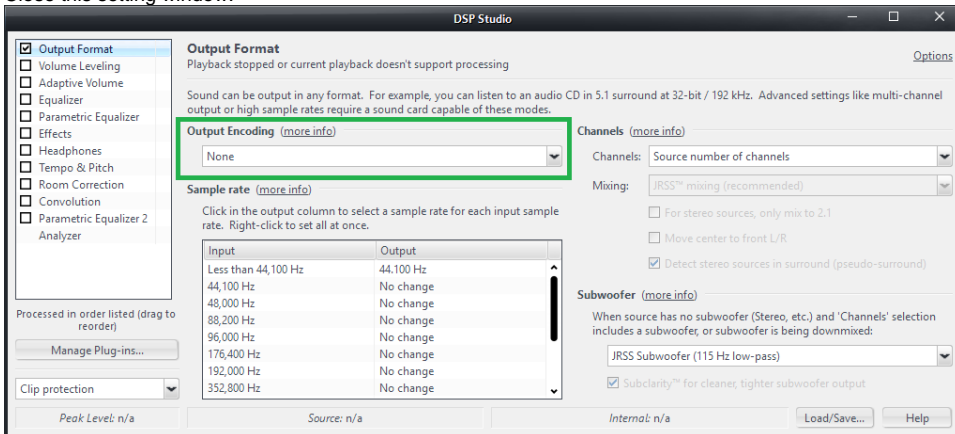 DSP Studio
Output Format
Volume Leveling
Adaptive Volume
Equalizer
Parametric Equalizer
Effects
Headphones
Tempo & Pitch
Room Correction
Convolution
Parametric Equalizer 2
Analyzer
Processed in order listed (drag to
reorder)
Manage Plug-ins...
Clip protection
Output Format
Playback stopped or current playback doesn't support processing
Options
Sound can be output in any format. For example, you can listen to an audio CD in 5.1 surround at 32-bit / 192 kHz. Advanced settings like multi-channel
output or high sample rates require a sound card capable of these modes.
Output Encoding (more info)
None
Sample rate (more info)
Click in the output column to select a sample rate for each input sample
rate. Right-click to set all at once.
Input Output
Less than 44,100 Hz 44.100 Hz
44,100 Hz No change
48,000 Hz No change
88,200 Hz No change
96,000 Hz No change
176,400 Hz No change
192,000 Hz No change
352,800 Hz No change
Channels (more info)
Channels: Source number of channels
Mixing: JRSS™ mixing (recommended)
For stereo sources, only mix to 2.1
Move center to front L/R
Detect stereo sources in surround (pseudo-surround)
Subwoofer (more info)
When source has no subwoofer (Stereo, etc.) and 'Channels' selection
includes a subwoofer, or subwoofer is being downmixed:
JRSS Subwoofer (115 Hz low-pass)
Subclarity™ for cleaner, tighter subwoofer output
Peak Level: n/a
Source: n/a
Internal: n/a
Load/Save...
Help